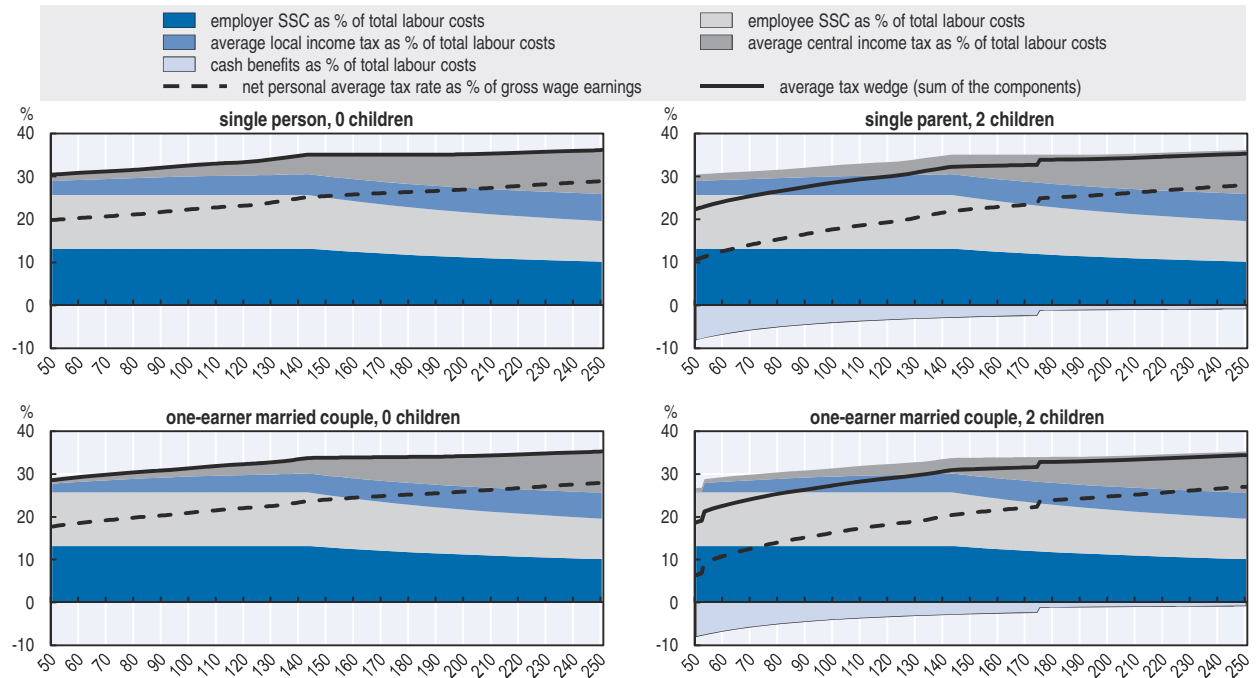 employer SSC as % of total labour costs
employee SSC as % of total labour costs
average local income tax as % of total labour costs
average central income tax as % of total labour costs
cash benefits as % of total labour costs
net personal average tax rate as % of gross wage earnings
average tax wedge (sum of the components)
%
single person, 0 children
40
30
20
10
0
-10
50 60 70 80 90 100 110 120 130 140 150 160 170 180 190 200 210 220 230 240 250
%
single parent, 2 children
40
30
20
10
0
-10
50 60 70 80 90 100 110 120 130 140 150 160 170 180 190 200 210 220 230 240 250
%
one-earner married couple, 0 children
40
30
20
10
0
-10
50 60 70 80 90 100 110 120 130 140 150 160 170 180 190 200 210 220 230 240 250
%
one-earner married couple, 2 children
40
30
20
10
0
-10
50 60 70 80 90 100 110 120 130 140 150 160 170 180 190 200 210 220 230 240 250